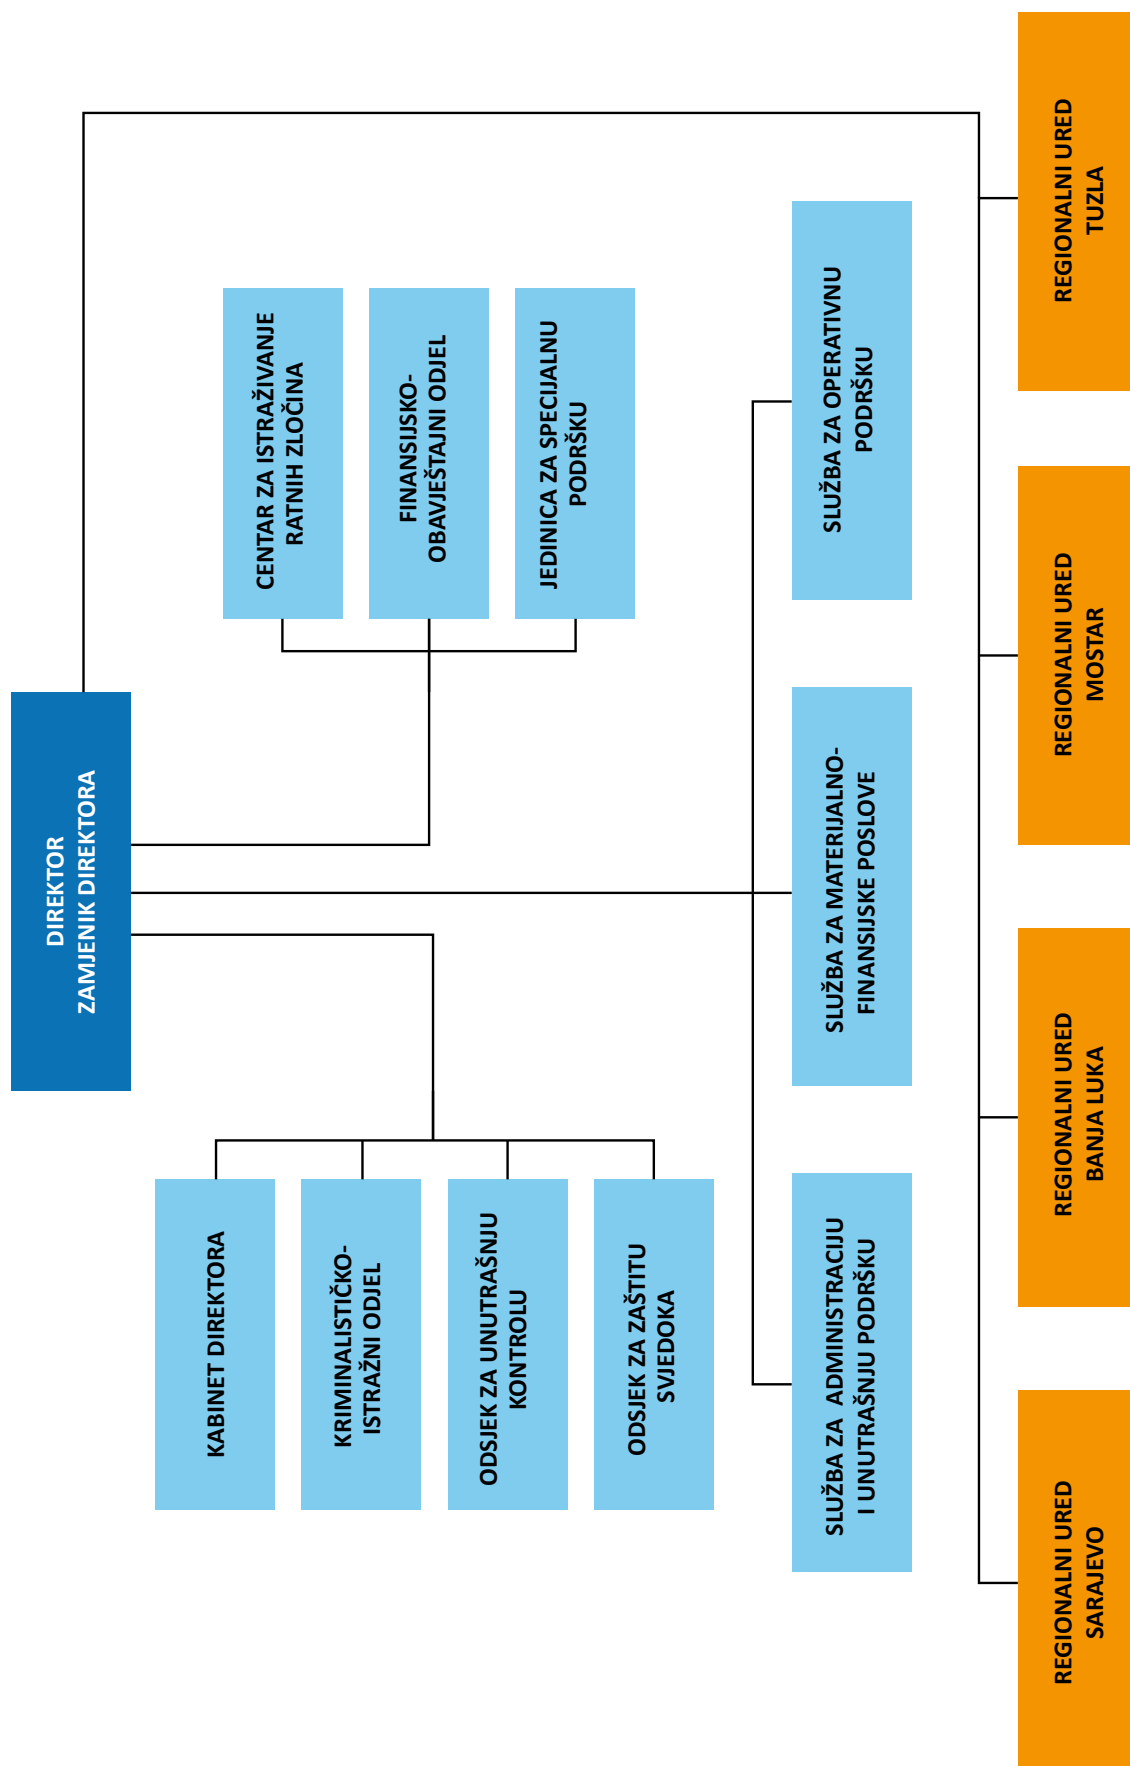 DIREKTOR
ZAMJENIK DIREKTORA
KABINET DIREKTORA
KRIMINALISTIČKO-
ISTRAŽNI ODJEL
ODSJEK ZA UNUTRAŠNJU
KONTROLU
ODSJEK ZA ZAŠTITU
SVJEDOKA
CENTAR ZA ISTRAŽIVANJE
RATNIH ZLOČINA
FINANSIJSKO-
OBAVJEŠTAJNI ODJEL
JEDINICA ZA SPECIJALNU
PODRŠKU
SLUŽBA ZA ADMINISTRACIJU
I UNUTRAŠNJU PODRŠKU
SLUŽBA ZA MATERIJALNO-
FINANSIJSKE POSLOVE
SLUŽBA ZA OPERATIVNU
PODRŠKU
REGIONALNI URED
SARAJEVO
REGIONALNI URED
BANJA LUKA
REGIONALNI URED
MOSTAR
REGIONALNI URED
TUZLA